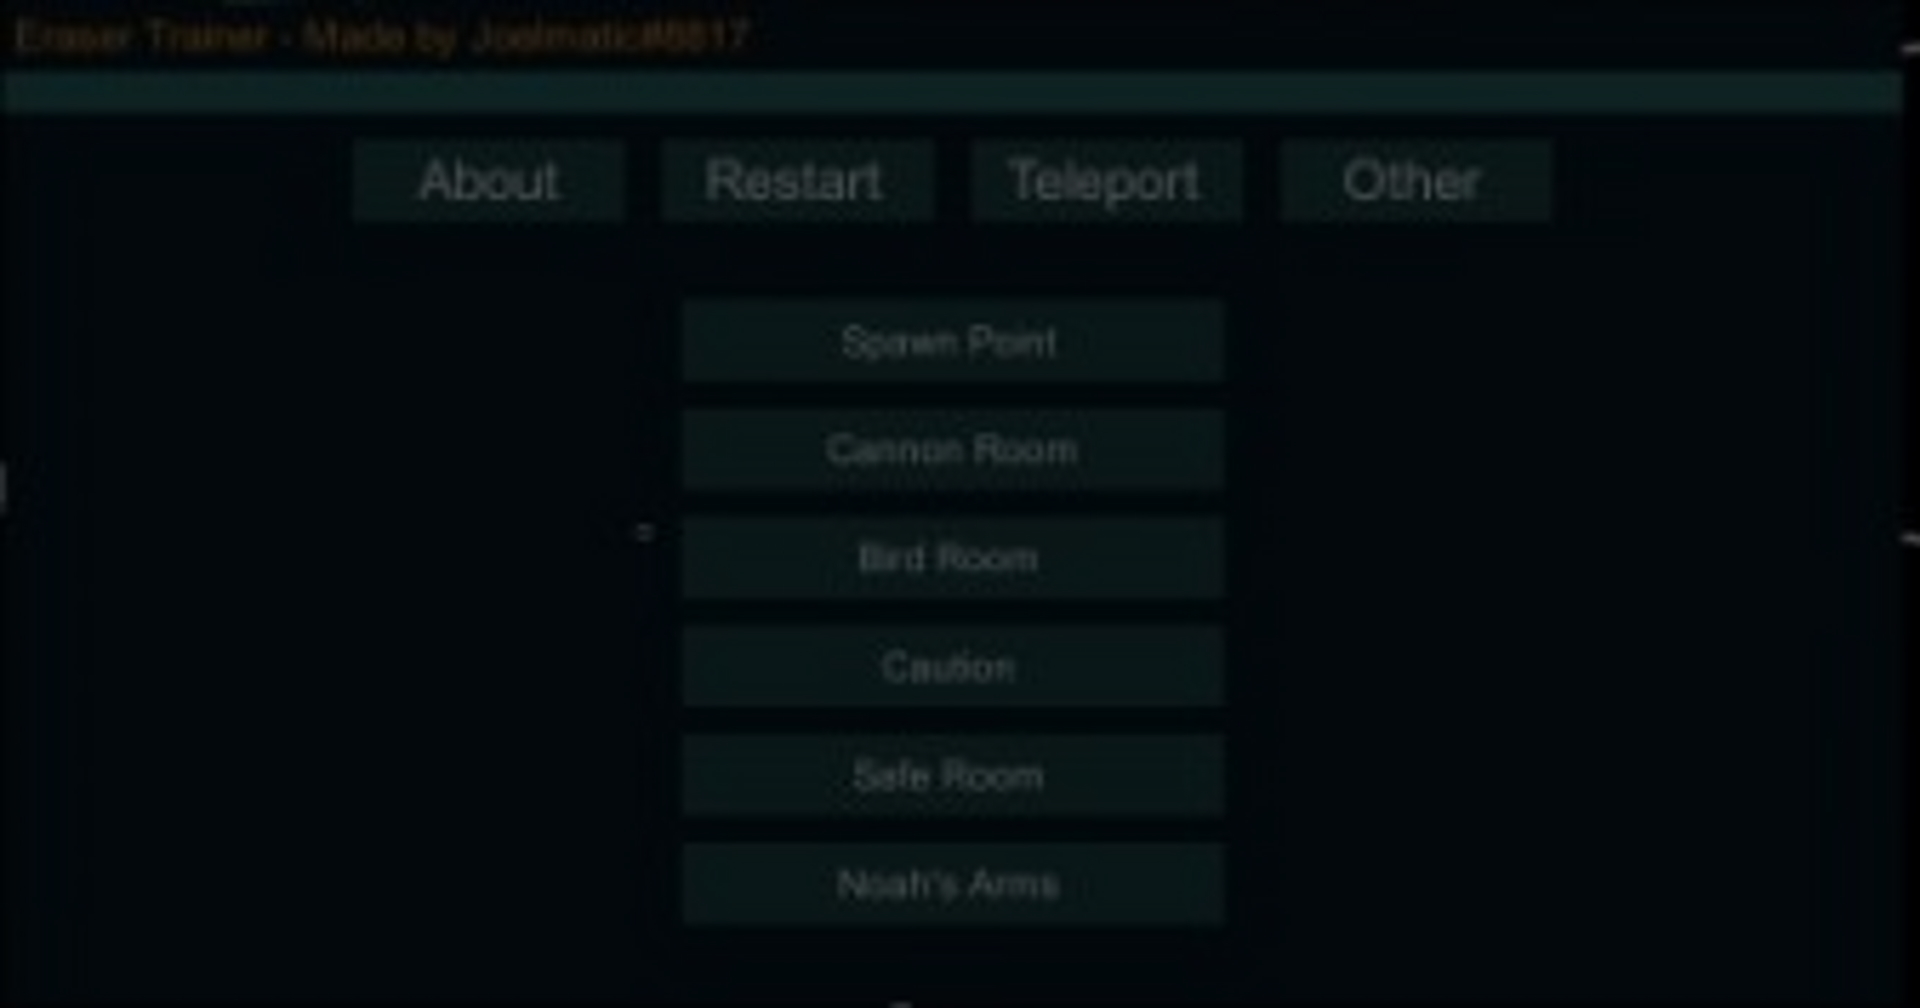 Eraser Trainer - Made by Joelmatic#8817
About Restart Teleport Other
Spawn Point
Cannon Room
Bird Room
Caution
Safe Room
Noah's Arms